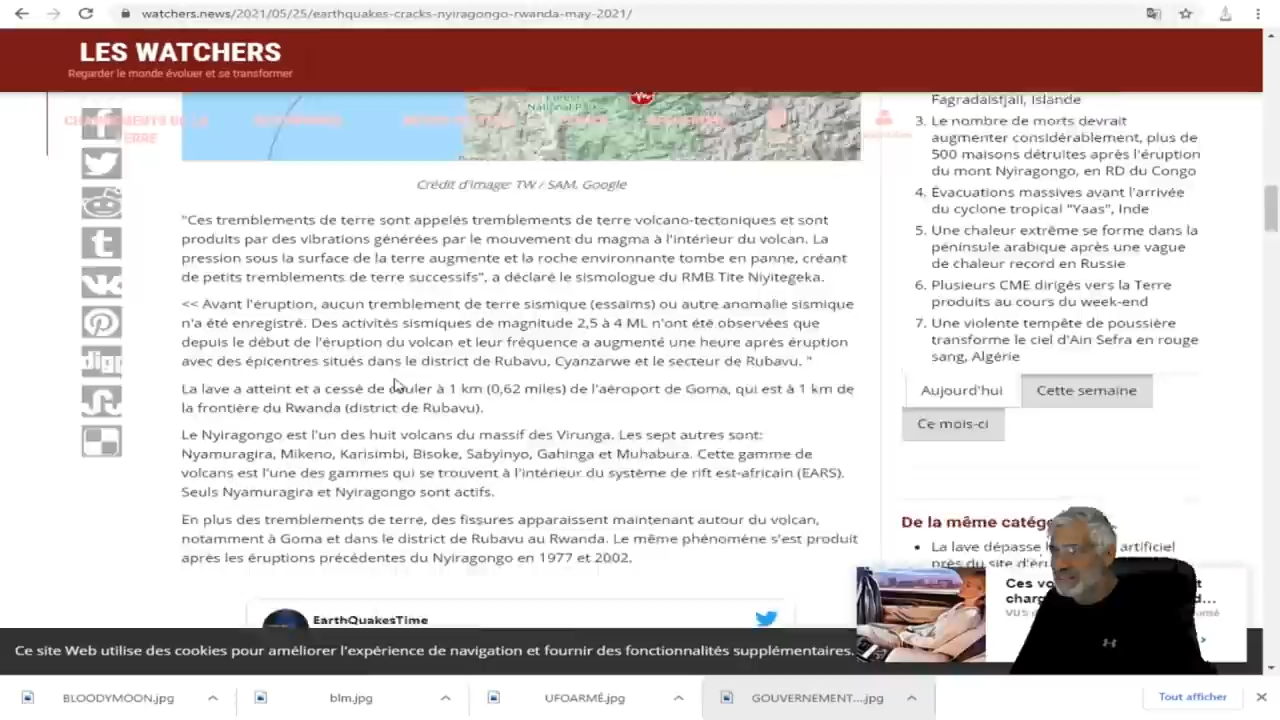 watchers.news/2021/05/25/earthquakes-cracks-nyiragongo-rwanda-may-2021/
LES WATCHERS
Regarder le monde évoluer et se transformer
Crédit d'image: TW / SAM, Google
"Ces tremblements de terre sont appelés tremblements de terre volcano-tectoniques et sont
produits par des vibrations générées par le mouvement du magma à l'intérieur du volcan. La
pression sous la surface de la terre augmente et la roche environnante tombe en panne, créant
de petits tremblements de terre successifs", a déclaré le sismologue du RMB Tite Niyitegeka.
<< Avant l'éruption, aucun tremblement de terre sismique (essaims) ou autre anomalie sismique
n'a été enregistré. Des activités sismiques de magnitude 2,5 à 4 ML n'ont été observées que
depuis le début de l'éruption du volcan et leur fréquence a augmenté une heure après éruption
avec des épicentres situés dans le district de Rubavu, Cyanzarwe et le secteur de Rubavu. "
La lave a atteint et a cessé de couler à 1 km (0,62 miles) de l'aéroport de Goma, qui est à 1 km de
la frontière du Rwanda (district de Rubavu).
Le Nyiragongo est l'un des huit volcans du massif des Virunga. Les sept autres sont:
Nyamuragira, Mikeno, Karisimbi, Bisoke, Sabyinyo, Gahinga et Muhabura. Cette gamme de
volcans est l'une des gammes qui se trouvent à l'intérieur du système de rift est-africain (EARS).
Seuls Nyamuragira et Nyiragongo sont actifs.
En plus des tremblements de terre, des fissures apparaissent maintenant autour du volcan,
notamment à Goma et dans le district de Rubavu au Rwanda. Le même phénomène s'est produit
après les éruptions précédentes du Nyiragongo en 1977 et 2002.
EarthQuakesTime
Fagradalsfjall, Islande
3. Le nombre de morts devrait
augmenter considérablement, plus de
500 maisons détruites après l'éruption
du mont Nyiragongo, en RD du Congo
4. Évacuations massives avant l'arrivée
du cyclone tropical "Yaas", Inde
5. Une chaleur extrême se forme dans la
péninsule arabique après une vague
de chaleur record en Russie
6. Plusieurs CME dirigés vers la Terre
produits au cours du week-end
7. Une violente tempête de poussière
transforme le ciel d'Ain Sefra en rouge
sang, Algérie
Aujourd'hui
Cette semaine
Ce mois-ci
De la même
La lave dépasse artificiel
près du site
Ces
Ce site Web utilise des cookies pour améliorer l'expérience de navigation et fournir des fonctionnalités supplémentaires.
BLOODYMOON.jpg
blm.jpg
UFOARMÉ.jpg
GOUVERNEMENT....jpg
Tout afficher